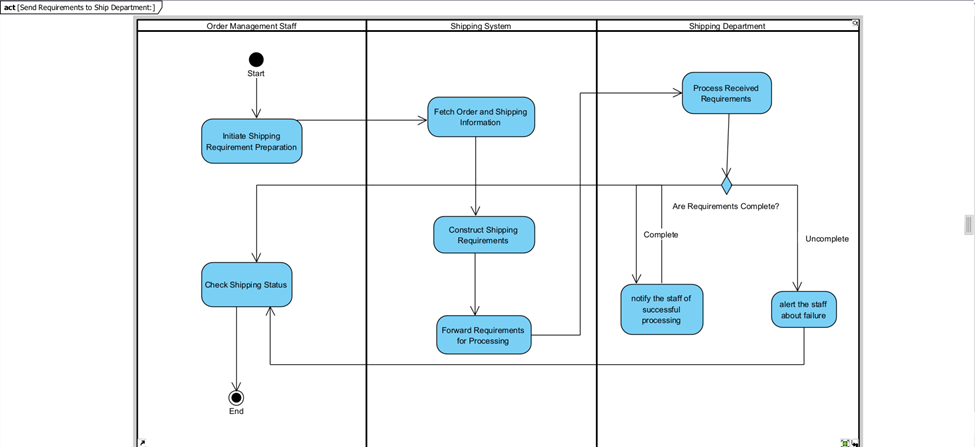 act [Send Requirements to Ship Department:]
Order Management Staff
Shipping System
Shipping Department
Start
Initiate Shipping
Requirement Preparation
Fetch Order and Shipping
Information
Process Received
Requirements
Are Requirements Complete?
Construct Shipping
Requirements
Complete
Uncomplete
Check Shipping Status
notify the staff of
successful
processing
alert the staff
about failure
Forward Requirements
for Processing
End